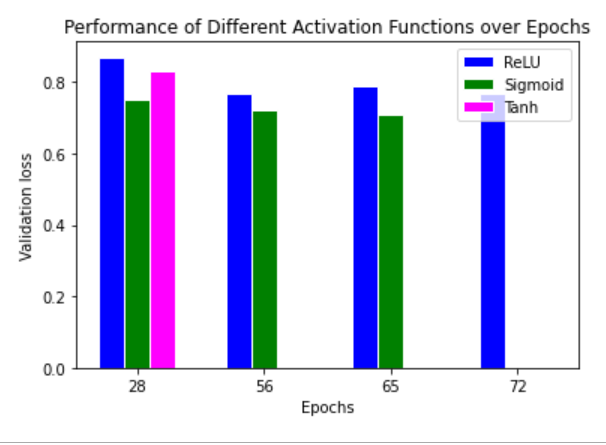 Performance of Different Activation Functions over Epochs
ReLU
Sigmoid
Tanh
Validation loss
0.8
0.6
0.4
0.2
0.0
28 56 65 72
Epochs